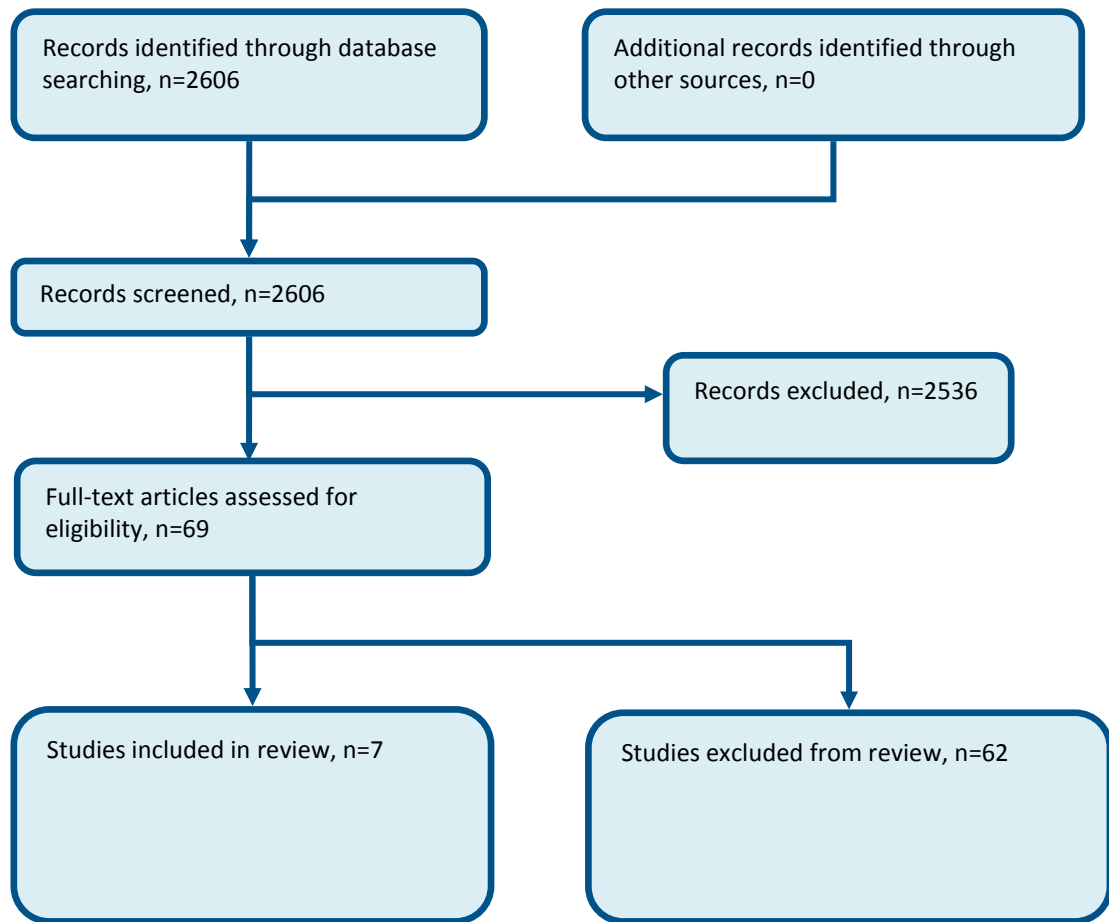 Records identified through database
searching, n=2606
Additional records identified through
other sources, n=0
Records screened, n=2606
Records excluded, n=2536
Full-text articles assessed for
eligibility, n=69
Studies included in review, n=7
Studies excluded from review, n=62